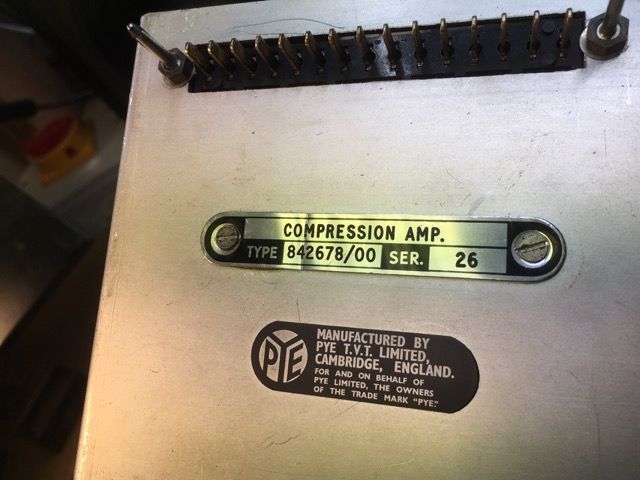 COMPRESSION AMP.
TYPE 842678/00 SER. 26
PYE
MANUFACTURED BY
PYE T.V.T. LIMITED,
CAMBRIDGE, ENGLAND.
FOR AND ON BEHALF OF
PYE LIMITED, THE OWNERS
OF THE TRADE MARK "PYE."